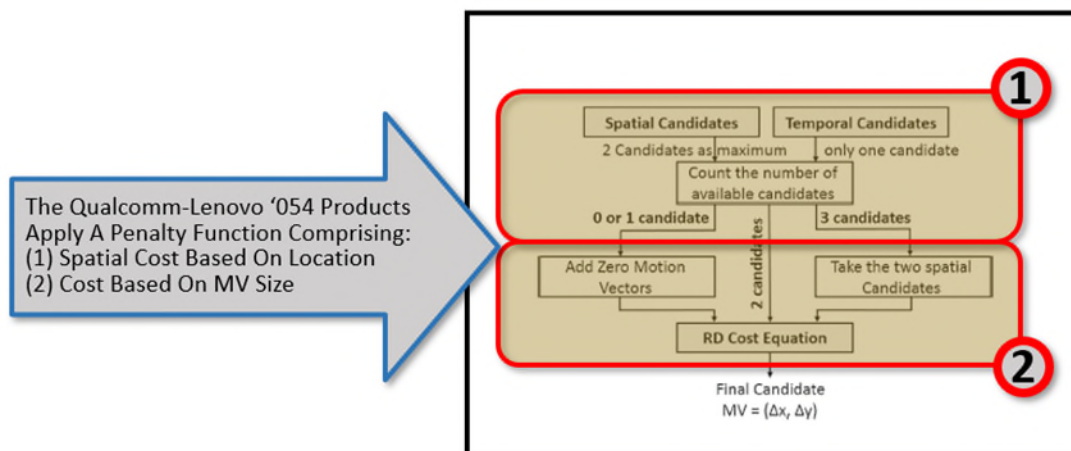 The Qualcomm-Lenovo ‘054 Products
Apply A Penalty Function Comprising:
(1) Spatial Cost Based On Location
(2) Cost Based On MV Size
1
Spatial Candidates
Temporal Candidates
2 Candidates as maximum
only one candidate
Count the number of
available candidates
0 or 1 candidate
3 candidates
2 candidates
Add Zero Motion
Vectors
Take the two spatial
Candidates
RD Cost Equation
2
Final Candidate
MV = (Δx, Δy)